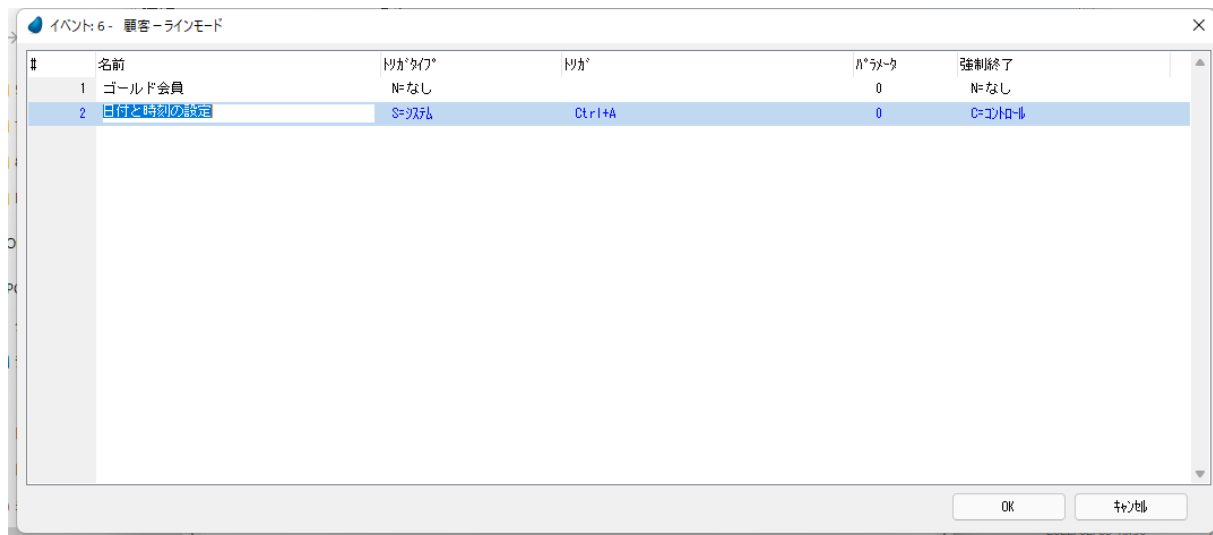 イベント: 6 - 顧客－ラインモード
# 名前 ﾄﾘｶﾞﾀｲﾌﾟ ﾄﾘｶﾞ ﾊﾟﾗﾒｰﾀ 強制終了
1 ゴールド会員 N=なし 0 N=なし
2 日付と時刻の設定 S=ｼｽﾃﾑ Ctrl+A 0 C=ｺﾝﾄﾛｰﾙ
OK ｷｬﾝｾﾙ